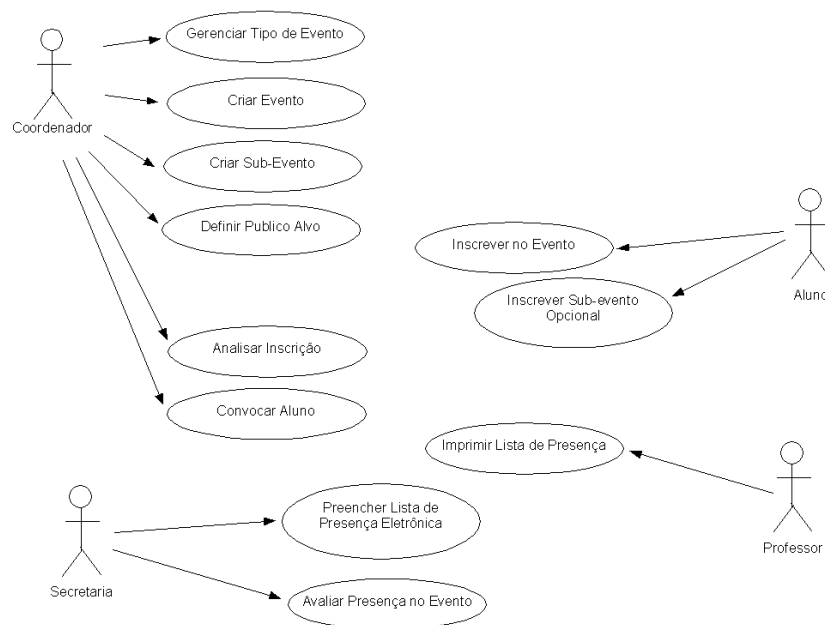 Gerenciar Tipo de Evento
Coordenador
Criar Evento
Criar Sub-Evento
Definir Publico Alvo
Analisar Inscrição
Convocar Aluno
Inscrever no Evento
Inscrever Sub-evento
Opcional
Aluno
Imprimir Lista de Presença
Professor
Secretaria
Preencher Lista de
Presença Eletrônica
Avaliar Presença no Evento